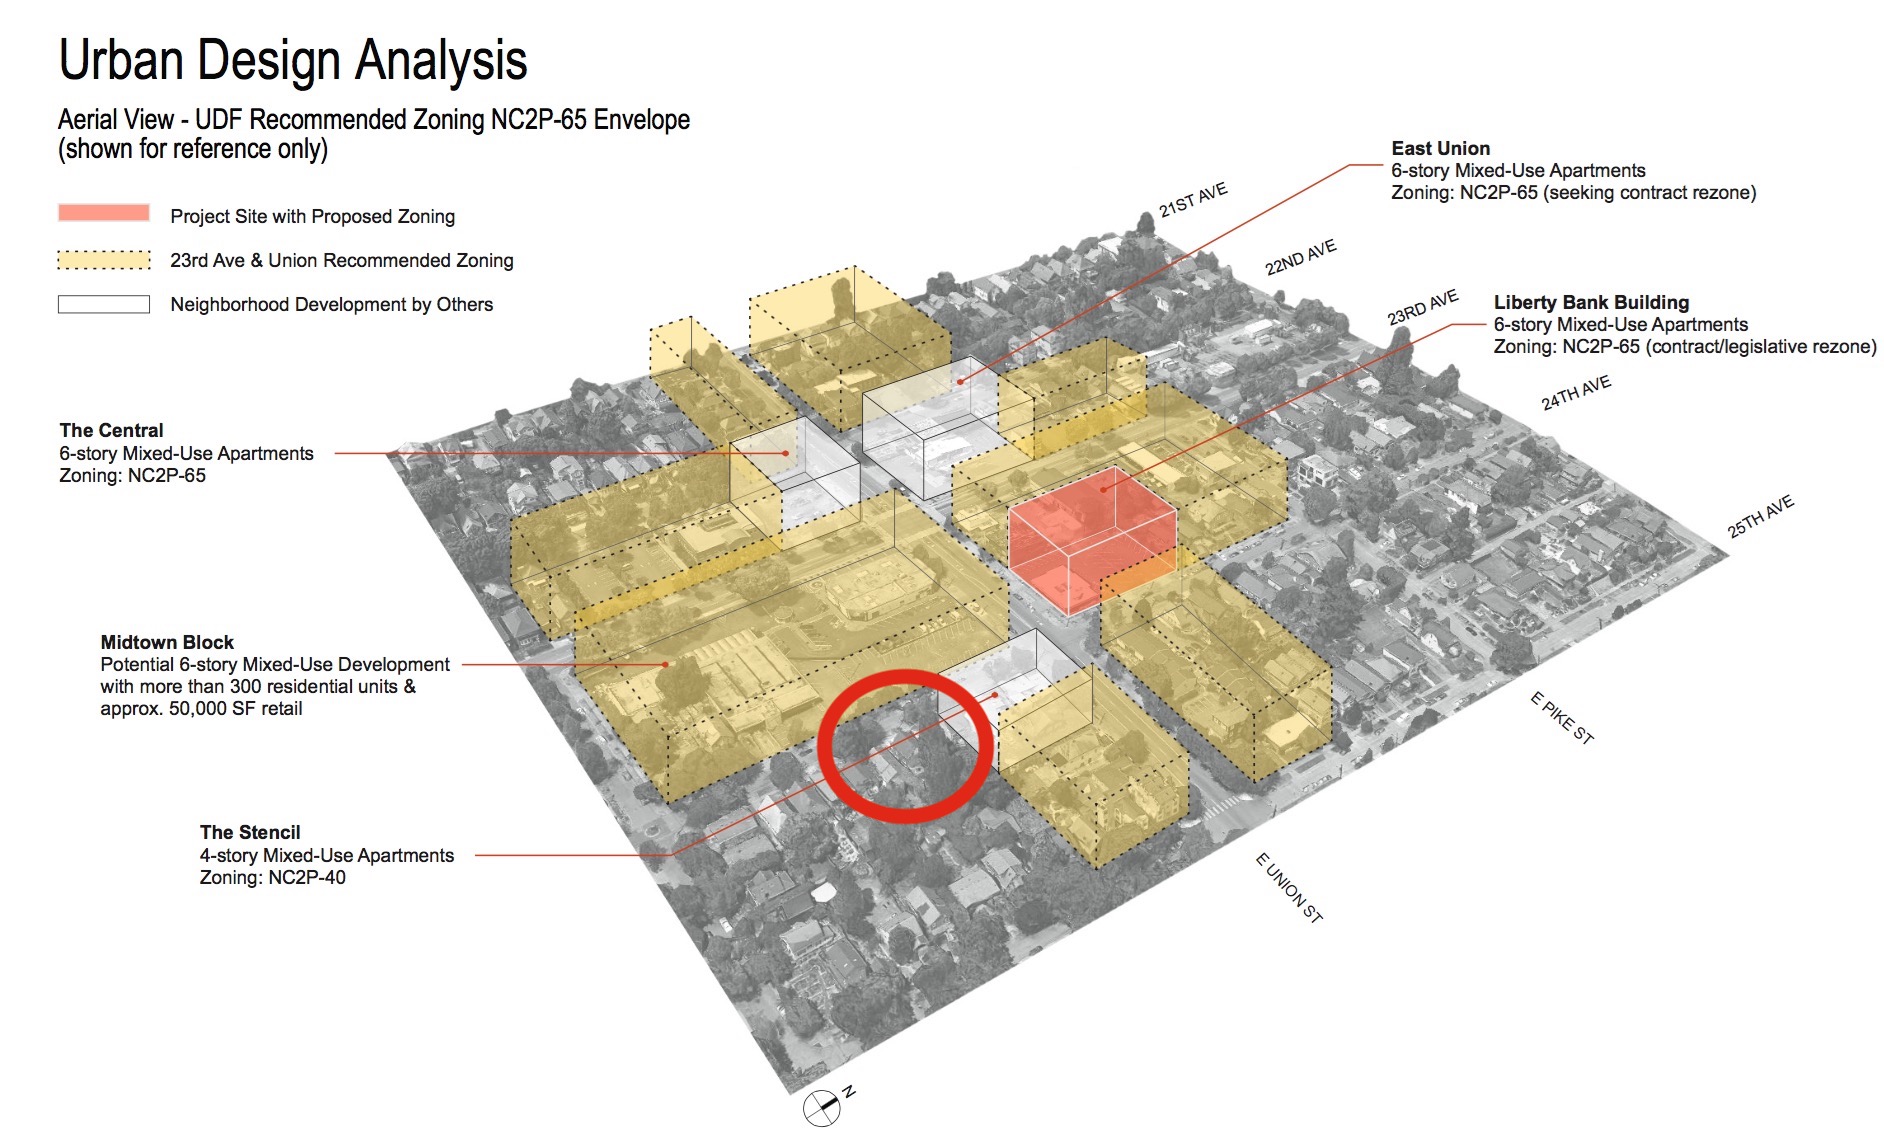 Urban Design Analysis
Aerial View - UDF Recommended Zoning NC2P-65 Envelope
(shown for reference only)
Project Site with Proposed Zoning
23rd Ave & Union Recommended Zoning
Neighborhood Development by Others
East Union
6-story Mixed-Use Apartments
Zoning: NC2P-65 (seeking contract rezone)
21ST AVE
22ND AVE
23RD AVE
Liberty Bank Building
6-story Mixed-Use Apartments
Zoning: NC2P-65 (contract/legislative rezone)
24TH AVE
25TH AVE
The Central
6-story Mixed-Use Apartments
Zoning: NC2P-65
Midtown Block
Potential 6-story Mixed-Use Development
with more than 300 residential units &
approx. 50,000 SF retail
The Stencil
4-story Mixed-Use Apartments
Zoning: NC2P-40
E PIKE ST
E UNION ST
N